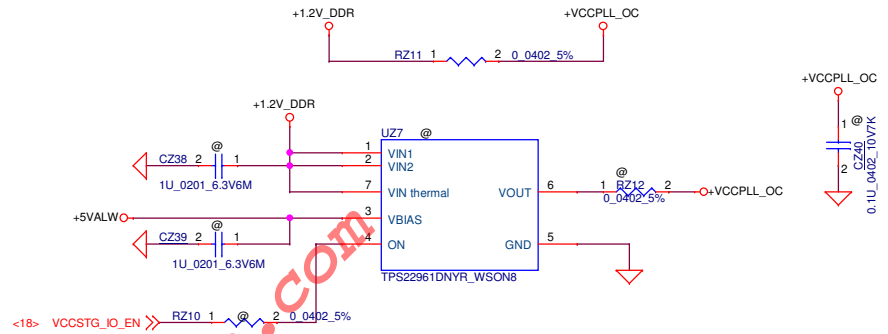 +1.2V_DDR
+VCCPLL_OC
RZ11 1 2 0_0402_5%
+VCCPLL_OC
1 @
CZ40
2
0.1U_0402_10V7K
+1.2V_DDR
UZ7 @
@
CZ38 2 1
1U_0201_6.3V6M
1 VIN1
2 VIN2
7 VIN thermal
VOUT 6
@
1 RZ12 2
0_0402_5%
+VCCPLL_OC
+5VALW
3 VBIAS
@
CZ39 2 1
1U_0201_6.3V6M
4 ON
GND 5
TPS22961DNYR_WSON8
<18> VCCSTG_IO_EN
RZ10 1 @ 2 0_0402_5%
.com